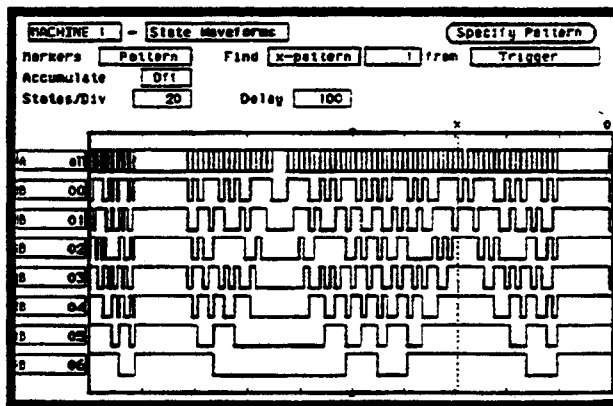 MACHINE 1 - State Waveforms Specify Pattern
Markers Pattern Find x-pattern 1 from Trigger
Accumulate Off
States/Div 20 Delay 100
x o
00
01
02
03
04
05
06